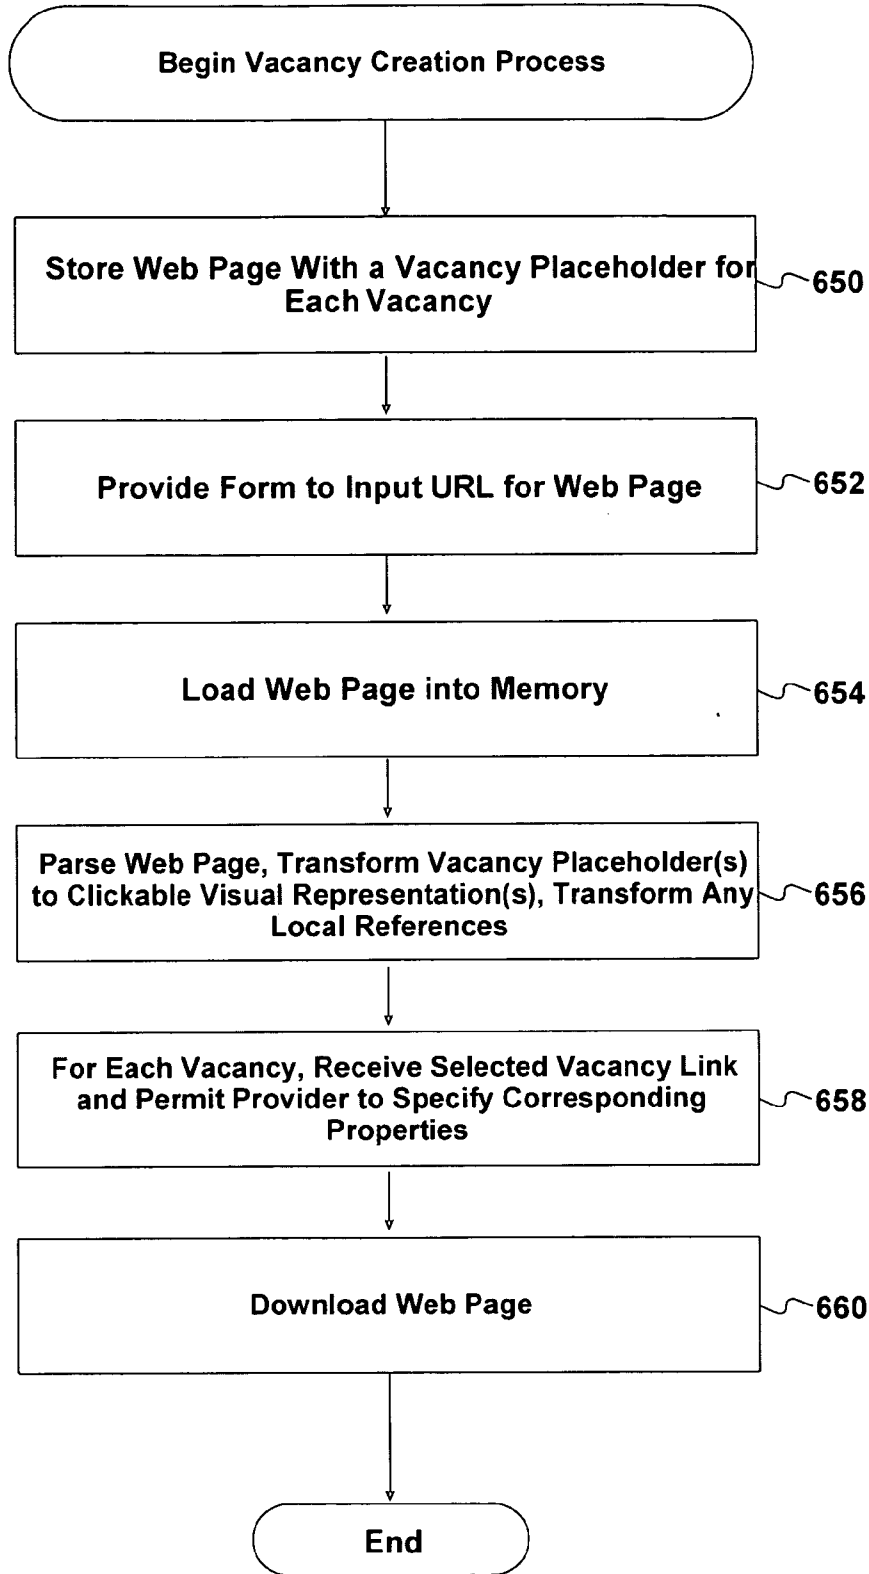 Begin Vacancy Creation Process
Store Web Page With a Vacancy Placeholder for
Each Vacancy
650
Provide Form to Input URL for Web Page
652
Load Web Page into Memory
654
Parse Web Page, Transform Vacancy Placeholder(s)
to Clickable Visual Representation(s), Transform Any
Local References
656
For Each Vacancy, Receive Selected Vacancy Link
and Permit Provider to Specify Corresponding
Properties
658
Download Web Page
660
End